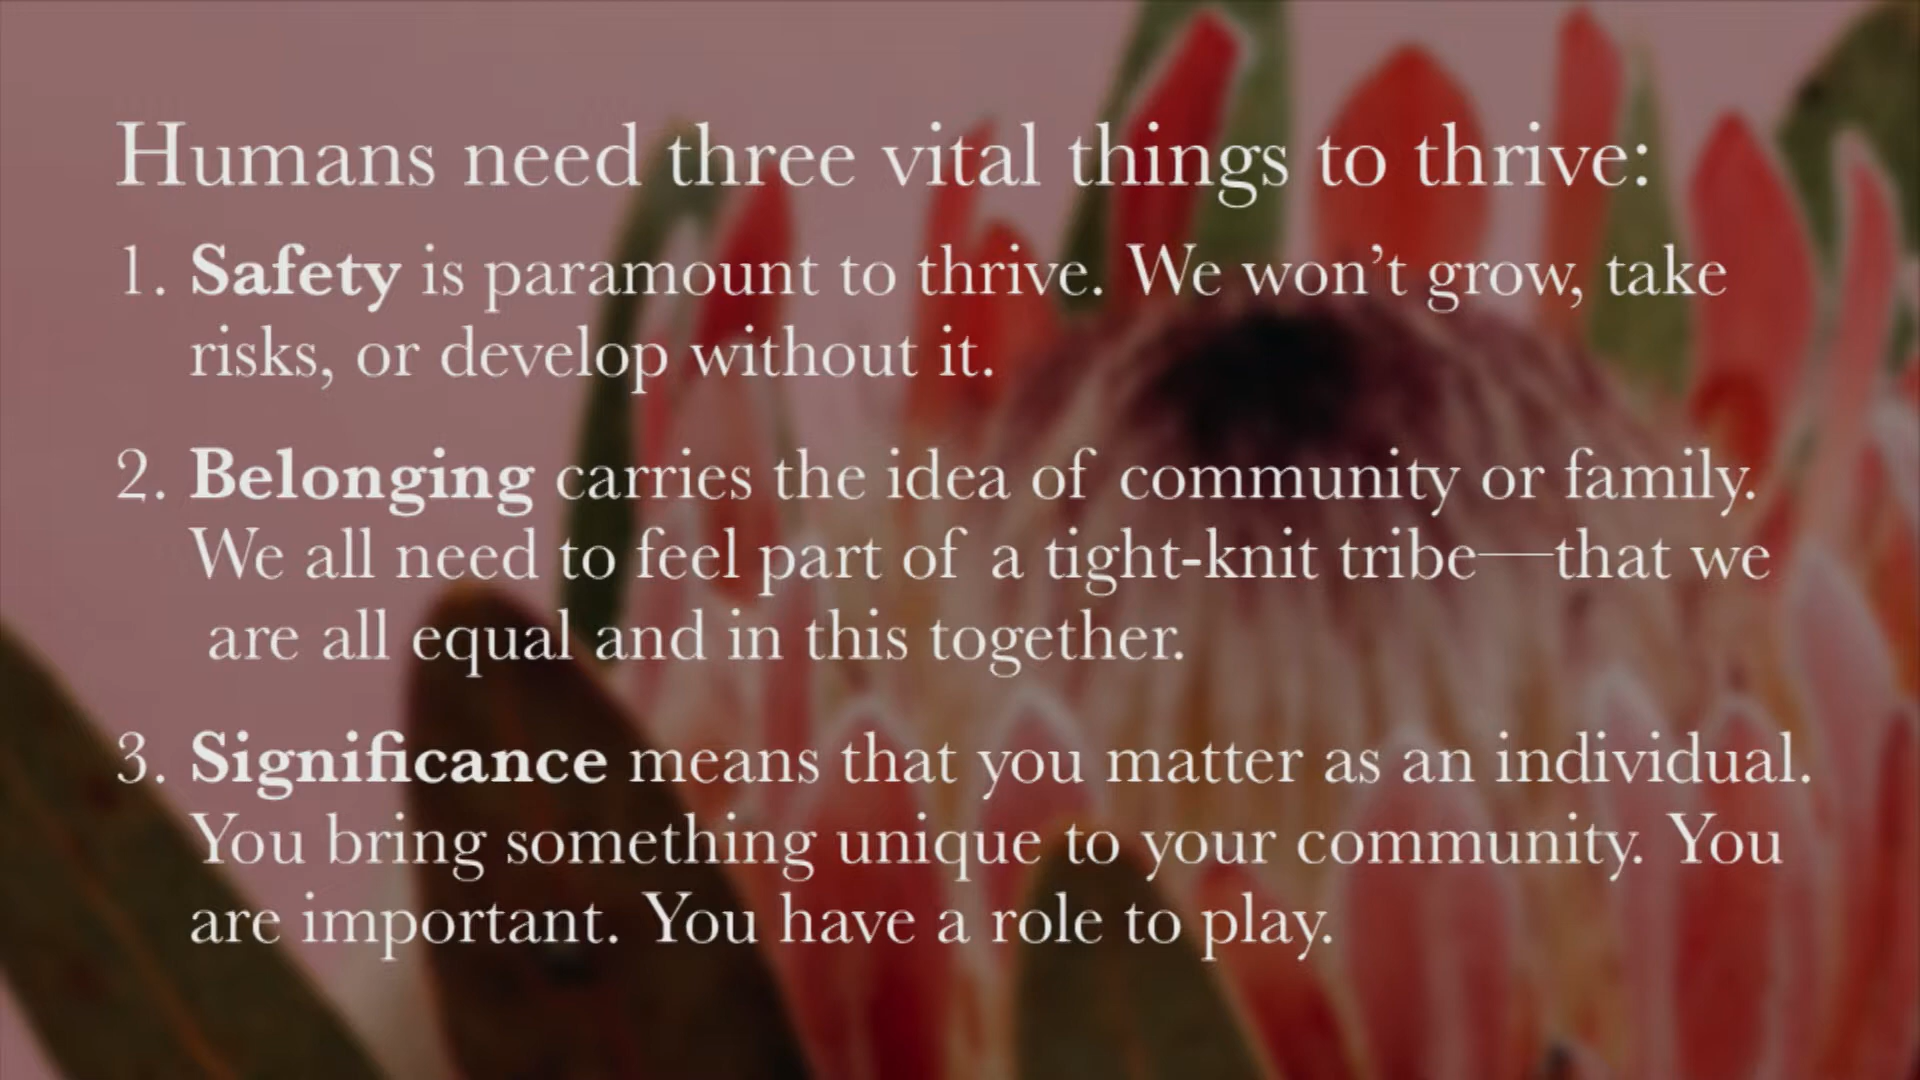 Humans need three vital things to thrive:
1. Safety is paramount to thrive. We won’t grow, take
risks, or develop without it.
2. Belonging carries the idea of community or family.
We all need to feel part of a tight-knit tribe—that we
are all equal and in this together.
3. Significance means that you matter as an individual.
You bring something unique to your community. You
are important. You have a role to play.